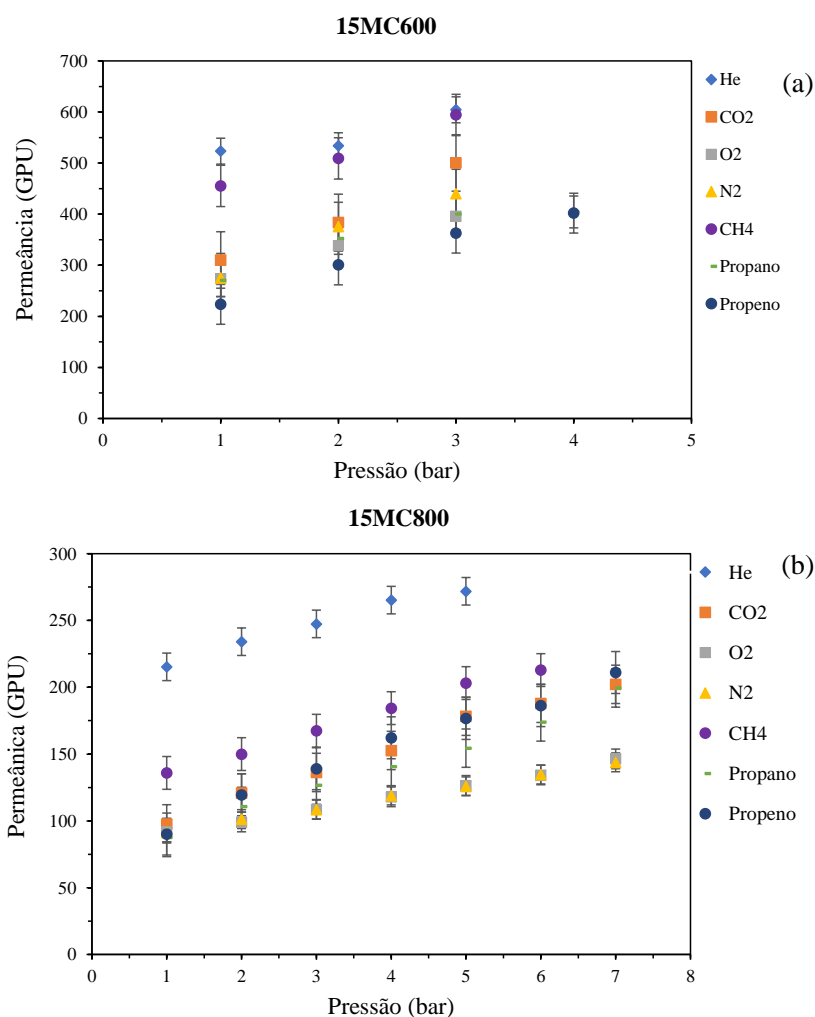 15MC600
(a)
700
600
500
400
300
200
100
0
Permeância (GPU)
0 1 2 3 4 5
Pressão (bar)
He
CO2
O2
N2
CH4
Propano
Propeno
15MC800
(b)
300
250
200
150
100
50
0
Permeânica (GPU)
0 1 2 3 4 5 6 7 8
Pressão (bar)
He
CO2
O2
N2
CH4
Propano
Propeno